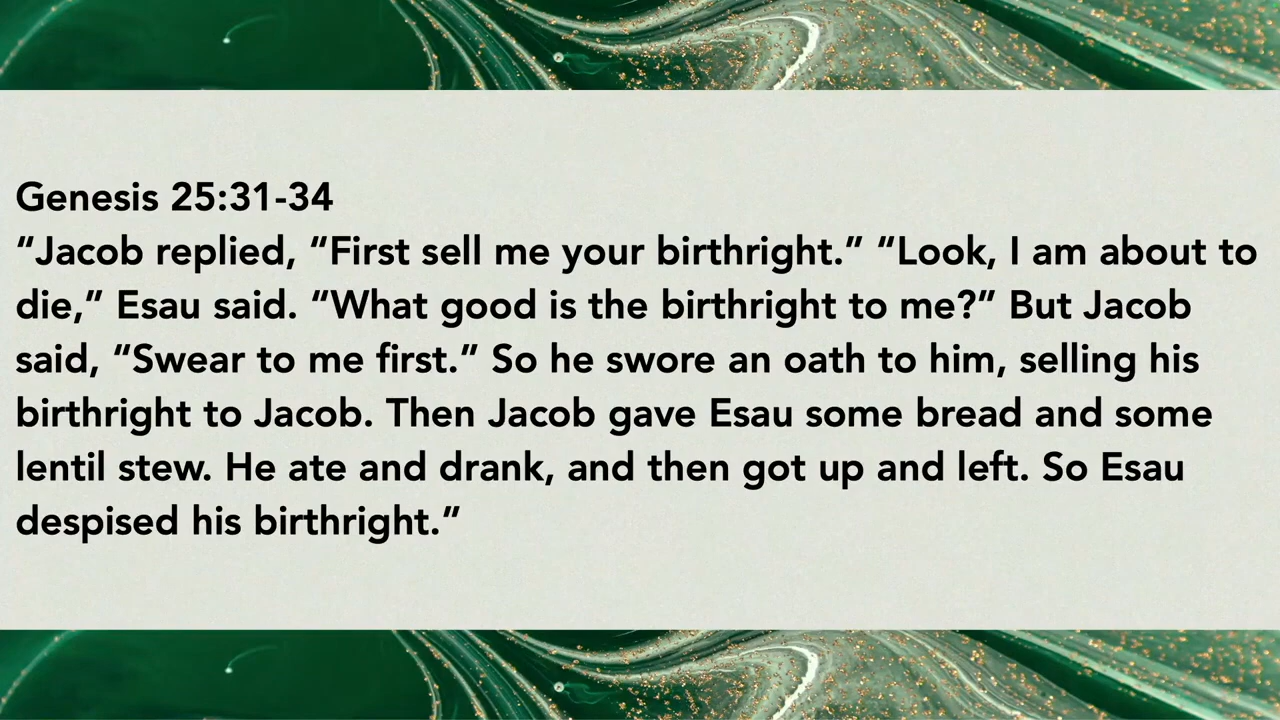 Genesis 25:31-34
“Jacob replied, “First sell me your birthright.” “Look, I am about to
die,” Esau said. “What good is the birthright to me?” But Jacob
said, “Swear to me first.” So he swore an oath to him, selling his
birthright to Jacob. Then Jacob gave Esau some bread and some
lentil stew. He ate and drank, and then got up and left. So Esau
despised his birthright.”